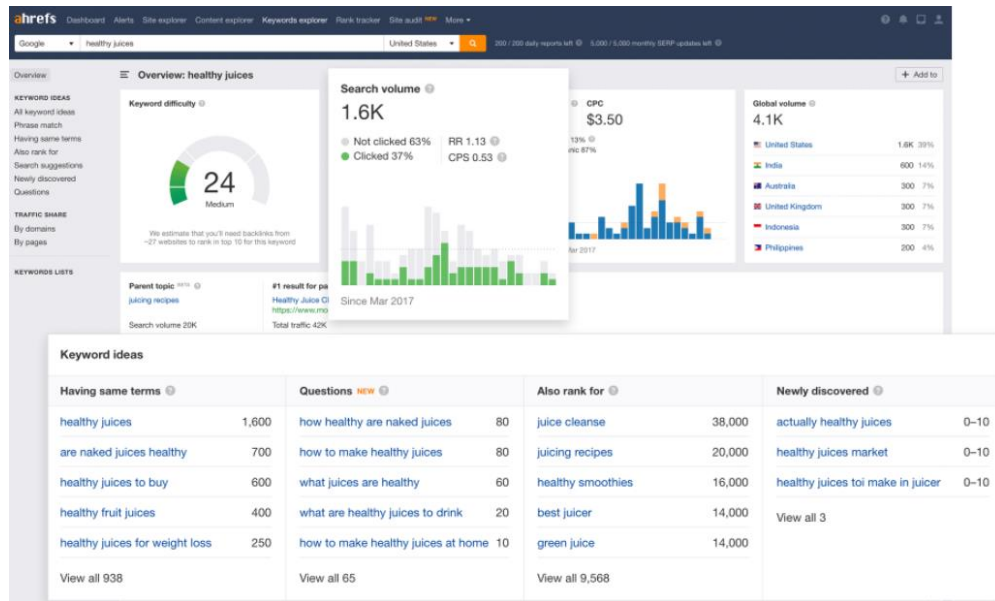 ahrefs Dashboard Alerts Site explorer Content explorer Keywords explorer Rank tracker Site audit NEW More
Google healthy juices United States 200 / 200 daily reports left 5,000 / 5,000 monthly SERP updates left
Overview
KEYWORD IDEAS
All keyword ideas
Phrase match
Having same terms
Also rank for
Search suggestions
Newly discovered
Questions
TRAFFIC SHARE
By domains
By pages
KEYWORDS LISTS
Overview: healthy juices
+ Add to
Keyword difficulty
24
Medium
We estimate that you'll need backlinks from
~27 websites to rank in top 10 for this keyword
Search volume
1.6K
Not clicked 63% RR 1.13
Clicked 37% CPS 0.53
Since Mar 2017
CPC
$3.50
13%
87%
Mar 2017
Global volume
4.1K
United States 1.6K 39%
India 600 14%
Australia 300 7%
United Kingdom 300 7%
Indonesia 300 7%
Philippines 200 4%
Parent topic BETA
juicing recipes
Search volume 20K
#1 result for pa
Healthy Juice Cl
https://www.mo
Total traffic 42K
Keyword ideas
Having same terms
healthy juices 1,600
are naked juices healthy 700
healthy juices to buy 600
healthy fruit juices 400
healthy juices for weight loss 250
View all 938
Questions NEW
how healthy are naked juices 80
how to make healthy juices 80
what juices are healthy 60
what are healthy juices to drink 20
how to make healthy juices at home 10
View all 65
Also rank for
juice cleanse 38,000
juicing recipes 20,000
healthy smoothies 16,000
best juicer 14,000
green juice 14,000
View all 9,568
Newly discovered
actually healthy juices 0–10
healthy juices market 0–10
healthy juices toi make in juicer 0–10
View all 3